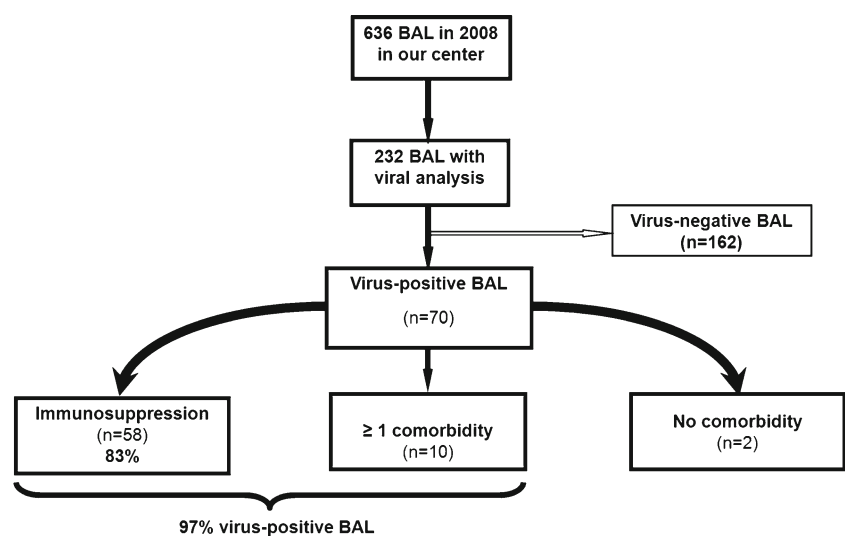 636 BAL in 2008
in our center
232 BAL with
viral analysis
Virus-negative BAL
(n=162)
Virus-positive BAL
(n=70)
Immunosuppression
(n=58)
83%
≥ 1 comorbidity
(n=10)
No comorbidity
(n=2)
97% virus-positive BAL